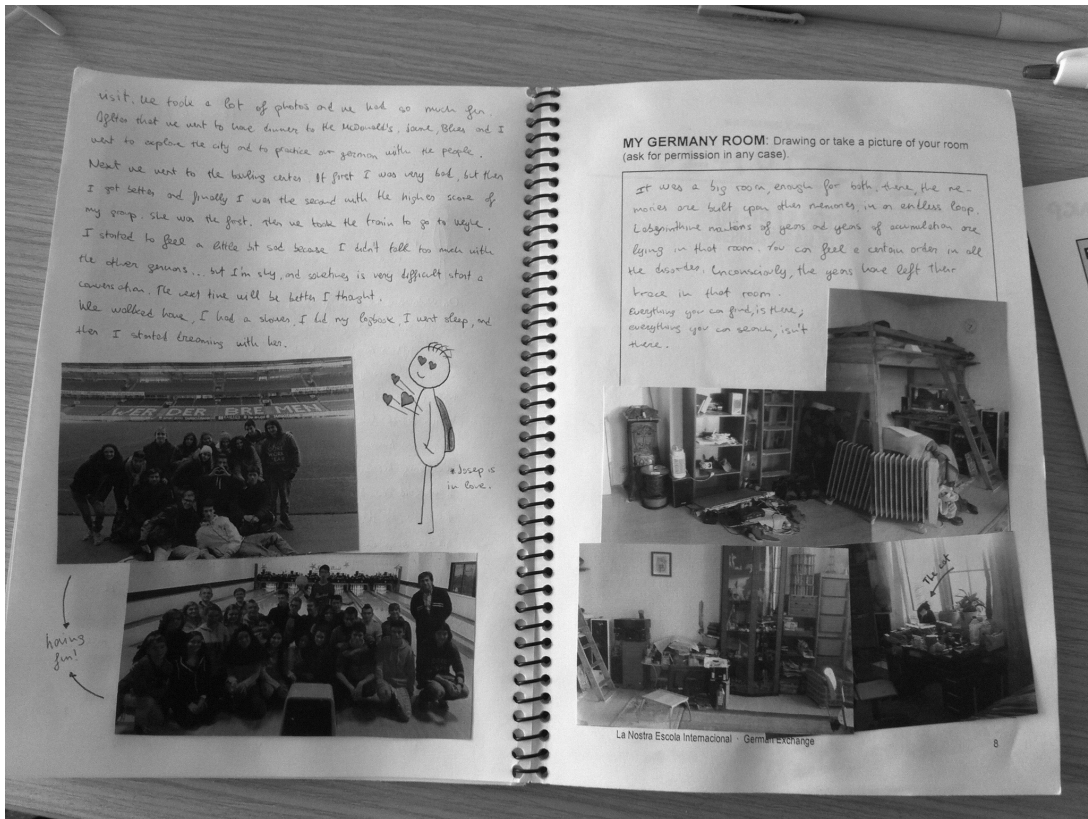 visit. We took a lot of photos and we had so much fun.
After that we went to have dinner to the McDonald's. Jaume, Blues and I
went to explore the city and to practice our german with the people.
Next we went to the bowling center. At first I was very bad, but then
I got better and finally I was the second with the highest score of
my group. She was the first. Then we took the train to go to Weyhe.
I started to feel a little bit sad because I didn't talk too much with
the other germans... but I'm shy, and sometimes is very difficult start a
conversation. The next time will be better I thought.
We walked home, I had a shower, I did my logbook, I went sleep, and
then I started dreaming with her.
WERDER BREMEN
*Josep is
in love.
having
fun!
MY GERMANY ROOM: Drawing or take a picture of your room
(ask for permission in any case).
It was a big room, enough for both. There, the me-
mories are built upon other memories, in an endless loop.
Labyrinthine mountains of years and years of acumulation are
lying in that room. You can feel a certain order in all
the disorder. Unconsciously, the years have left their
trace in that room.
Everything you can find, is there;
everything you can search, isn't
there.
The cat
La Nostra Escola Internacional · German Exchange
8